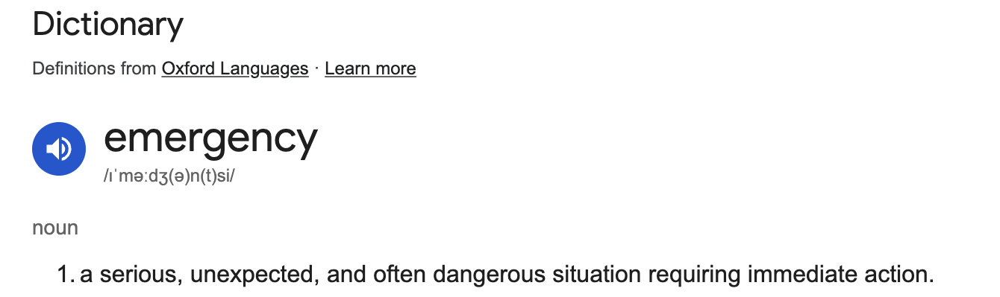 Dictionary
Definitions from Oxford Languages · Learn more
emergency
/ɪˈməːdʒ(ə)n(t)si/
noun
1. a serious, unexpected, and often dangerous situation requiring immediate action.